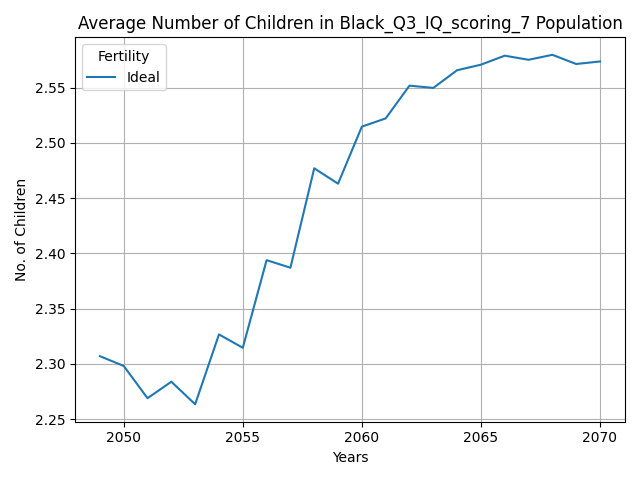 Average Number of Children in Black_Q3_IQ_scoring_7 Population
Fertility
Ideal
No. of Children
2.55
2.50
2.45
2.40
2.35
2.30
2.25
2050 2055 2060 2065 2070
Years